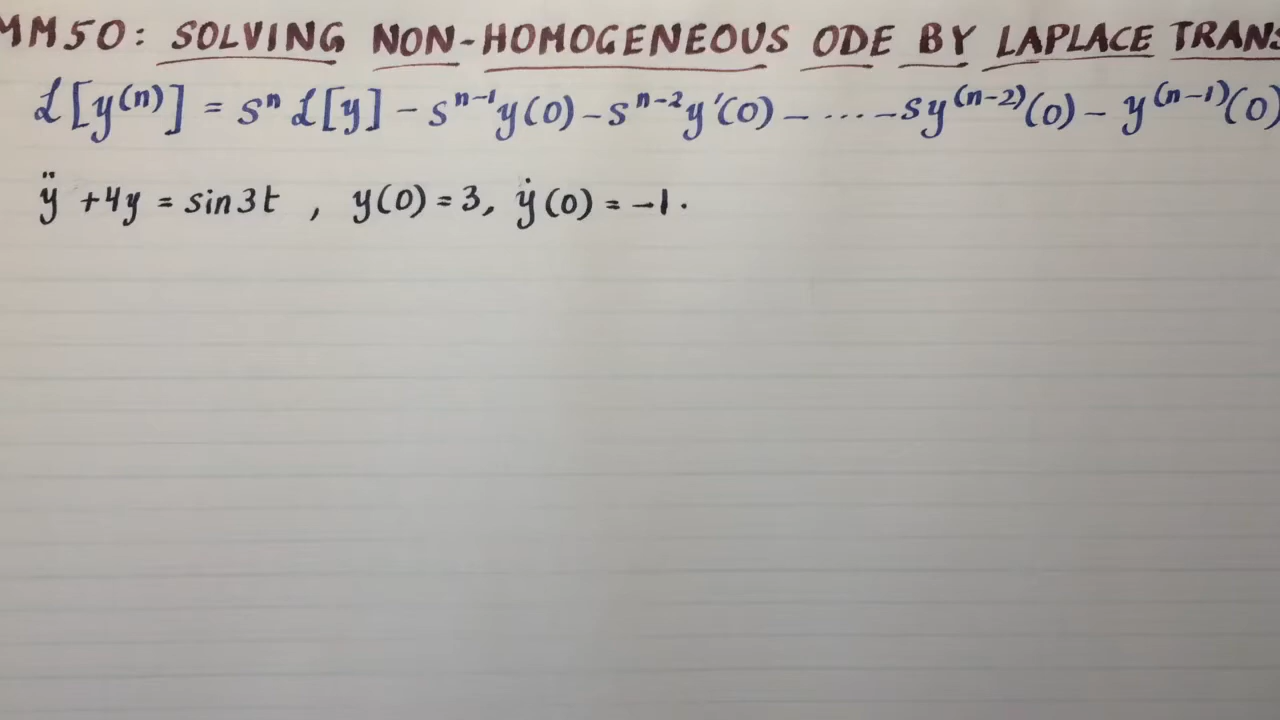 MM50: SOLVING NON-HOMOGENEOUS ODE BY LAPLACE TRANS
ℒ[y⁽ⁿ⁾] = sⁿ ℒ[y] - sⁿ⁻¹y(0) - sⁿ⁻²y'(0) - .... - sy⁽ⁿ⁻²⁾(0) - y⁽ⁿ⁻¹⁾(0)
ÿ + 4y = sin3t , y(0) = 3, ẏ(0) = -1.